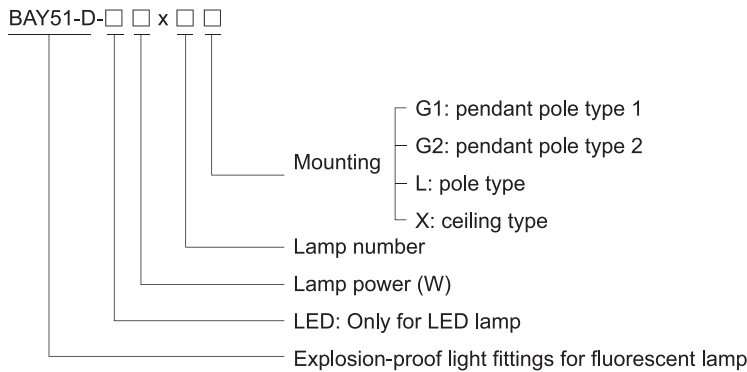 BAY51-D-□ □ x □ □
G1: pendant pole type 1
G2: pendant pole type 2
Mounting
L: pole type
X: ceiling type
Lamp number
Lamp power (W)
LED: Only for LED lamp
Explosion-proof light fittings for fluorescent lamp